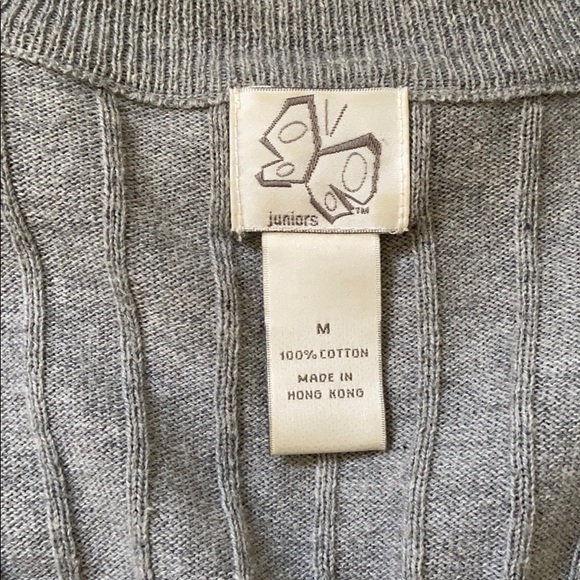 juniors ™
M
100% COTTON
MADE IN
HONG KONG